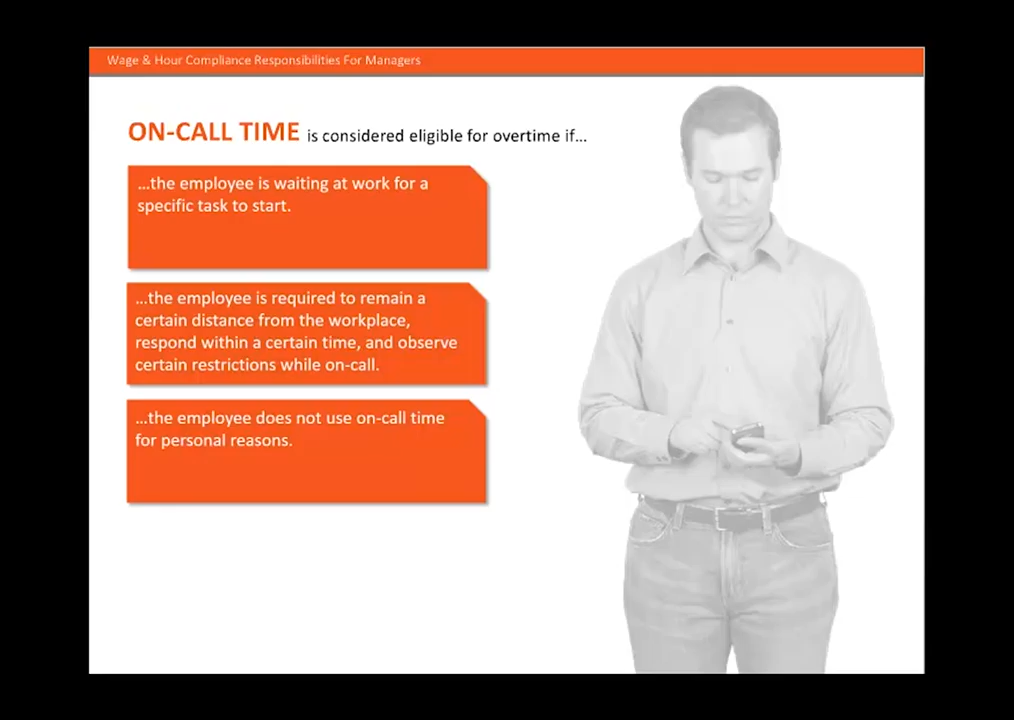 Wage & Hour Compliance Responsibilities For Managers
ON-CALL TIME is considered eligible for overtime if...
...the employee is waiting at work for a
specific task to start.
...the employee is required to remain a
certain distance from the workplace,
respond within a certain time, and observe
certain restrictions while on-call.
...the employee does not use on-call time
for personal reasons.